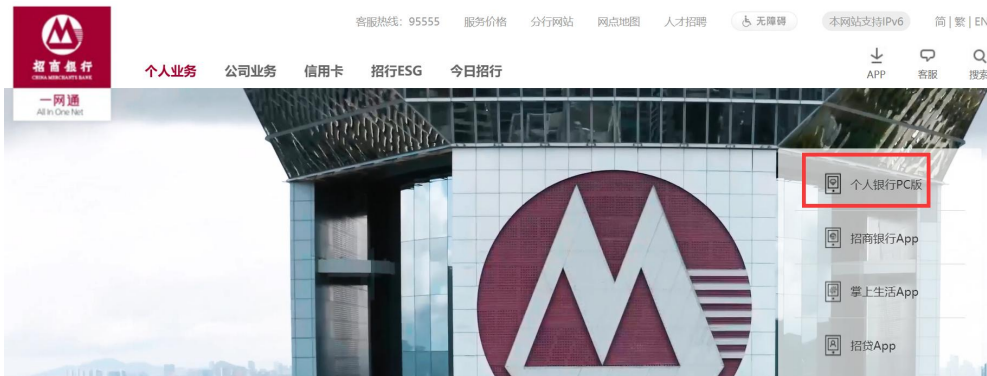 客服热线：95555 服务价格 分行网站 网点地图 人才招聘 无障碍 本网站支持IPv6 简 | 繁 | EN
招商银行
CHINA MERCHANTS BANK
个人业务 公司业务 信用卡 招行ESG 今日招行
APP 客服 搜索
一网通
All in One Net
个人银行PC版
招商银行App
掌上生活App
招贷App